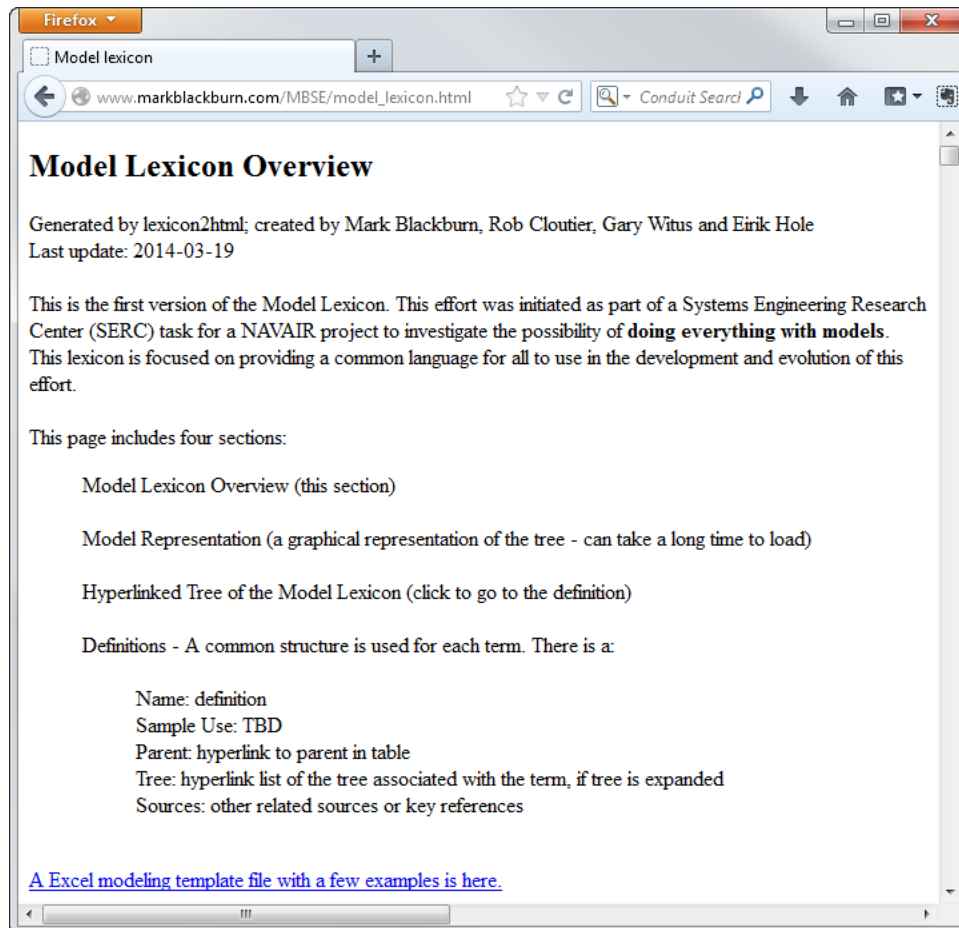 Firefox
Model lexicon
www.markblackburn.com/MBSE/model_lexicon.html
Conduit Searcl
Model Lexicon Overview
Generated by lexicon2html; created by Mark Blackburn, Rob Cloutier, Gary Witus and Eirik Hole
Last update: 2014-03-19
This is the first version of the Model Lexicon. This effort was initiated as part of a Systems Engineering Research
Center (SERC) task for a NAVAIR project to investigate the possibility of doing everything with models.
This lexicon is focused on providing a common language for all to use in the development and evolution of this
effort.
This page includes four sections:
Model Lexicon Overview (this section)
Model Representation (a graphical representation of the tree - can take a long time to load)
Hyperlinked Tree of the Model Lexicon (click to go to the definition)
Definitions - A common structure is used for each term. There is a:
Name: definition
Sample Use: TBD
Parent: hyperlink to parent in table
Tree: hyperlink list of the tree associated with the term, if tree is expanded
Sources: other related sources or key references
A Excel modeling template file with a few examples is here.